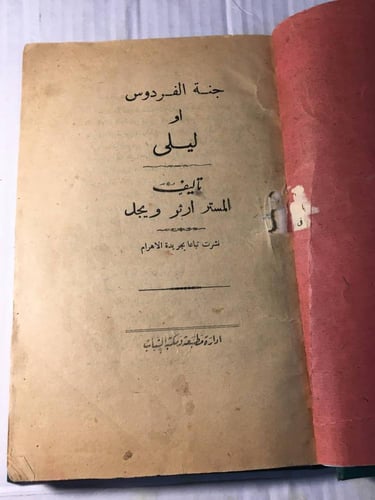 جنة الفردوس
او
ليلى
تأليف
المستر ارثر ويجل
نشرت تباعا بجريدة الاهرام
ادارة مطبعة ومكتبة الشباب